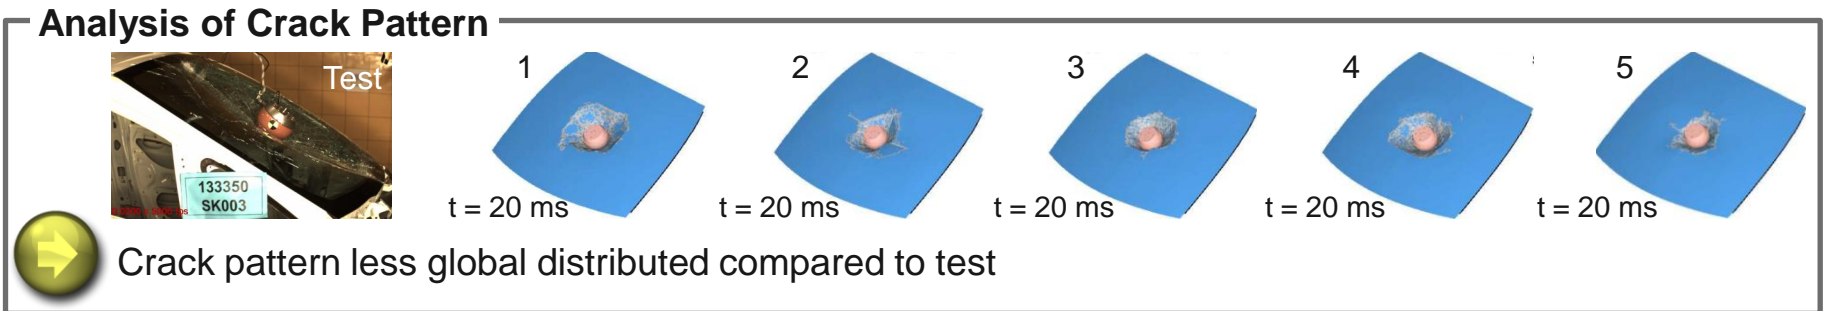 Analysis of Crack Pattern
Test
133350
SK003
1
2
3
4
5
t = 20 ms
t = 20 ms
t = 20 ms
t = 20 ms
t = 20 ms
Crack pattern less global distributed compared to test